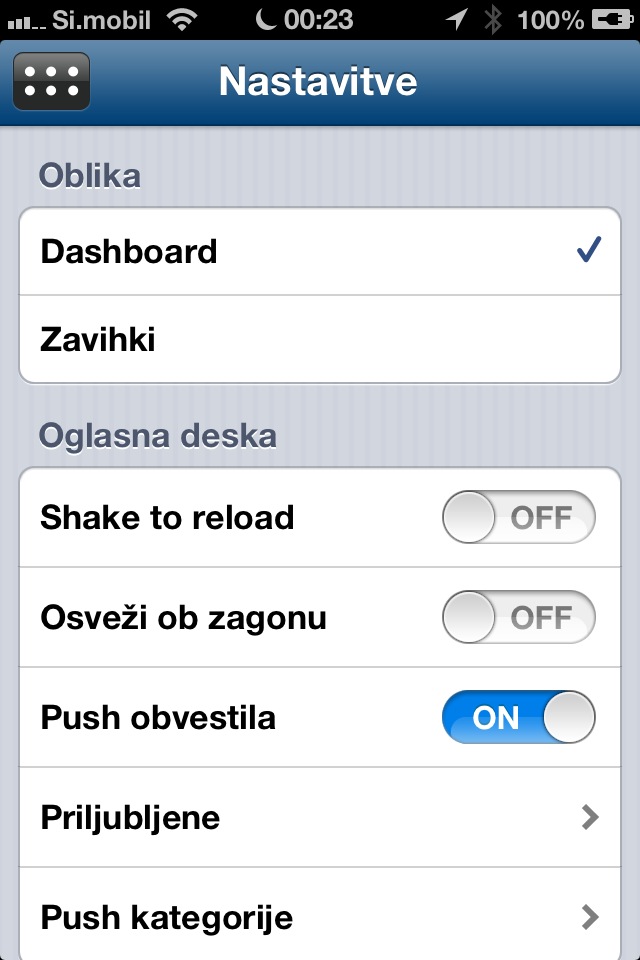 Si.mobil 00:23 100%
Nastavitve
Oblika
Dashboard
Zavihki
Oglasna deska
Shake to reload OFF
Osveži ob zagonu OFF
Push obvestila ON
Priljubljene
Push kategorije